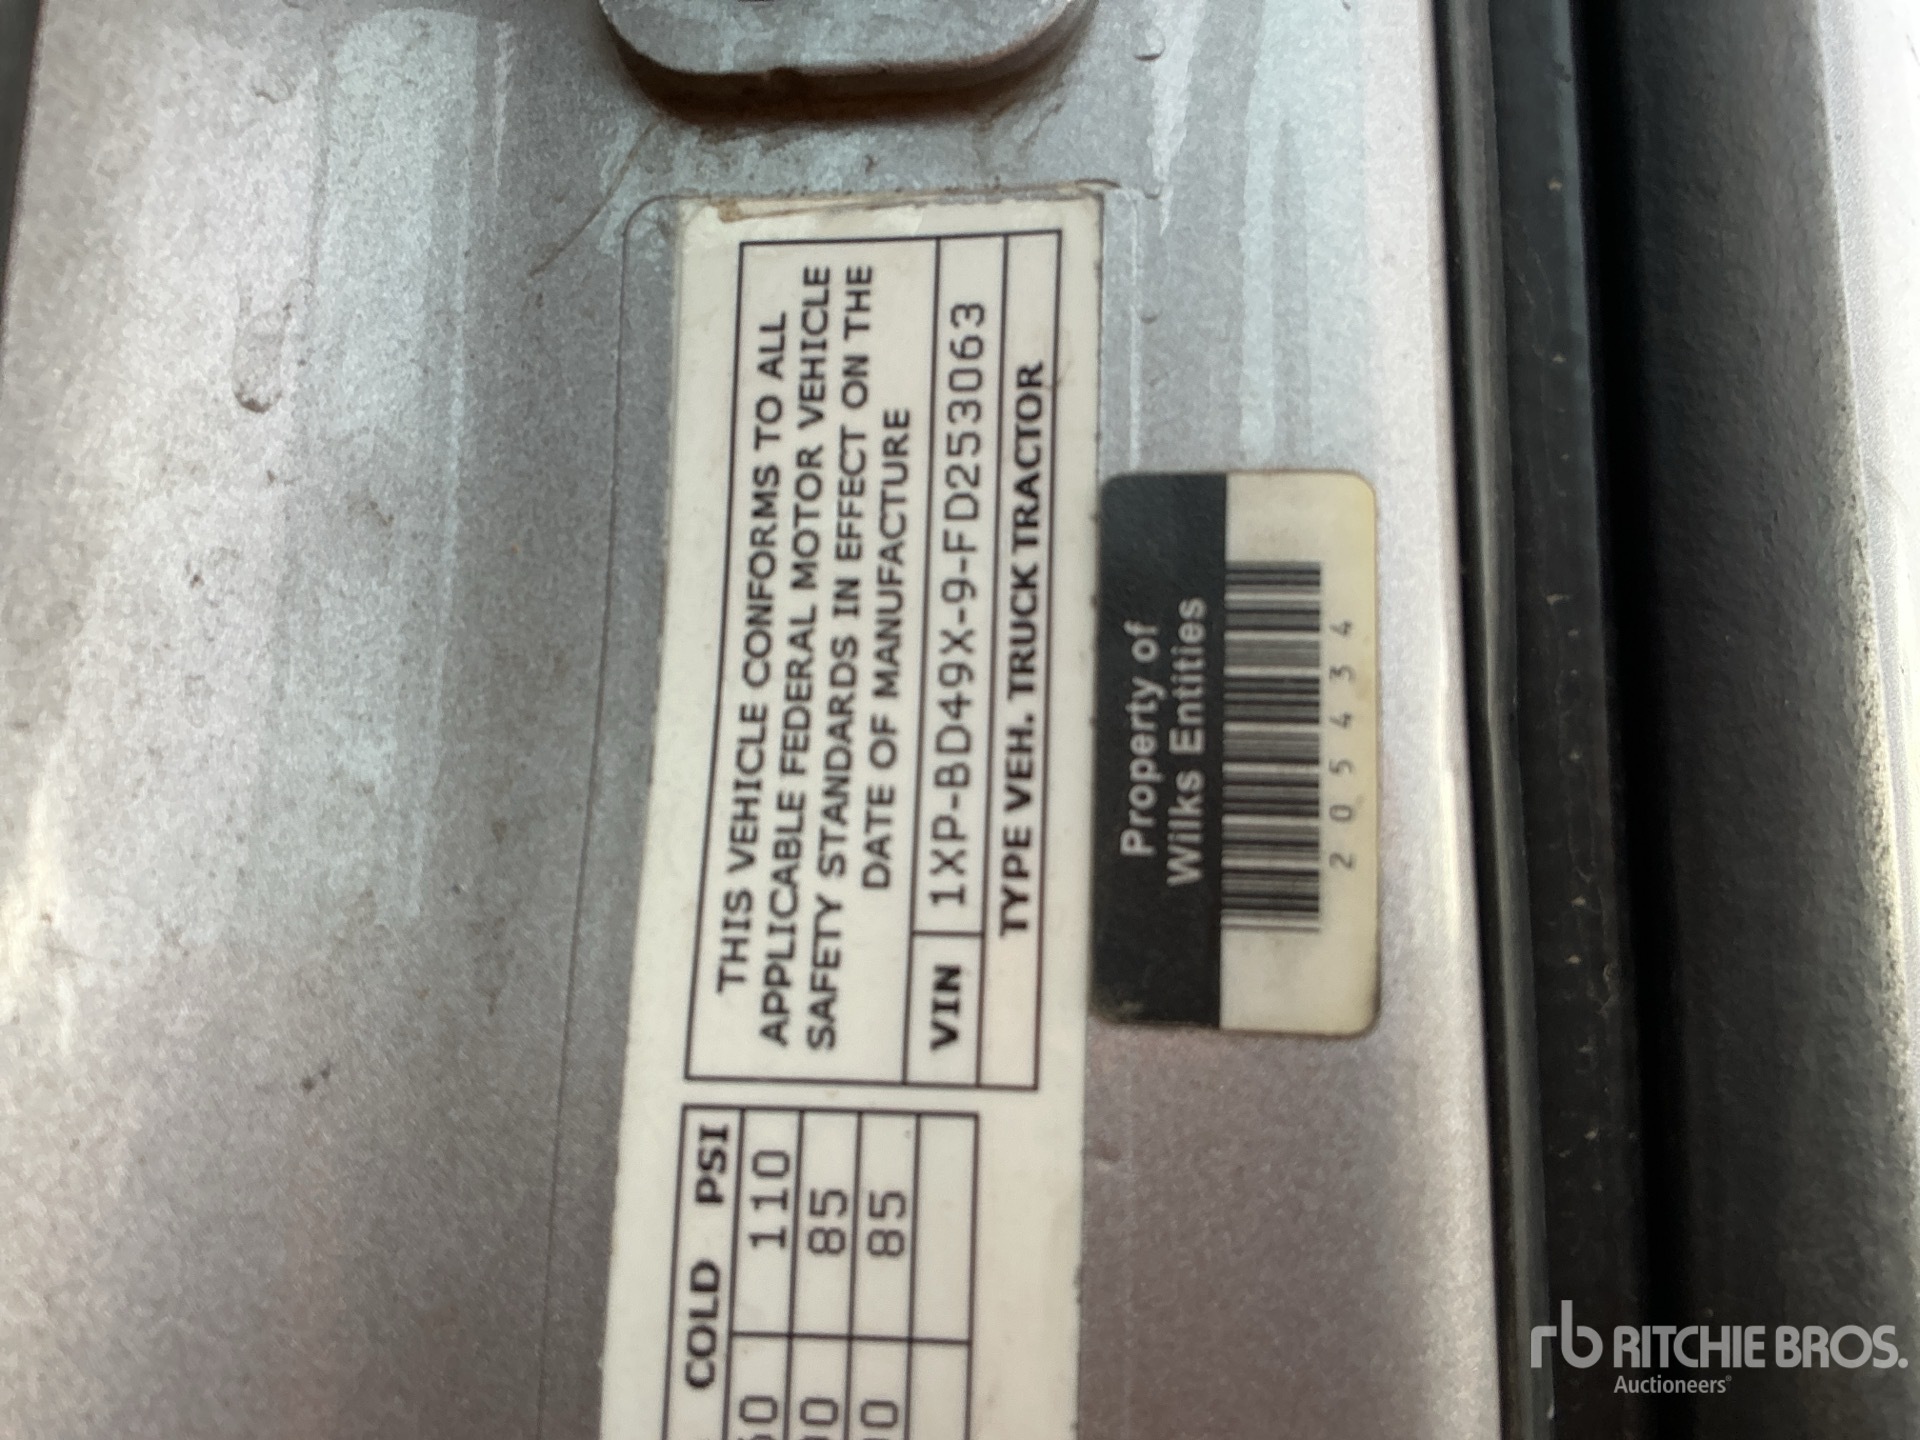 THIS VEHICLE CONFORMS TO ALL
APPLICABLE FEDERAL MOTOR VEHICLE
SAFETY STANDARDS IN EFFECT ON THE
DATE OF MANUFACTURE
VIN 1XP-BD49X-9-FD253063
TYPE VEH. TRUCK TRACTOR
COLD PSI
110
85
85
Property of
Wilks Entities
2054434
rb RITCHIE BROS.
Auctioneers